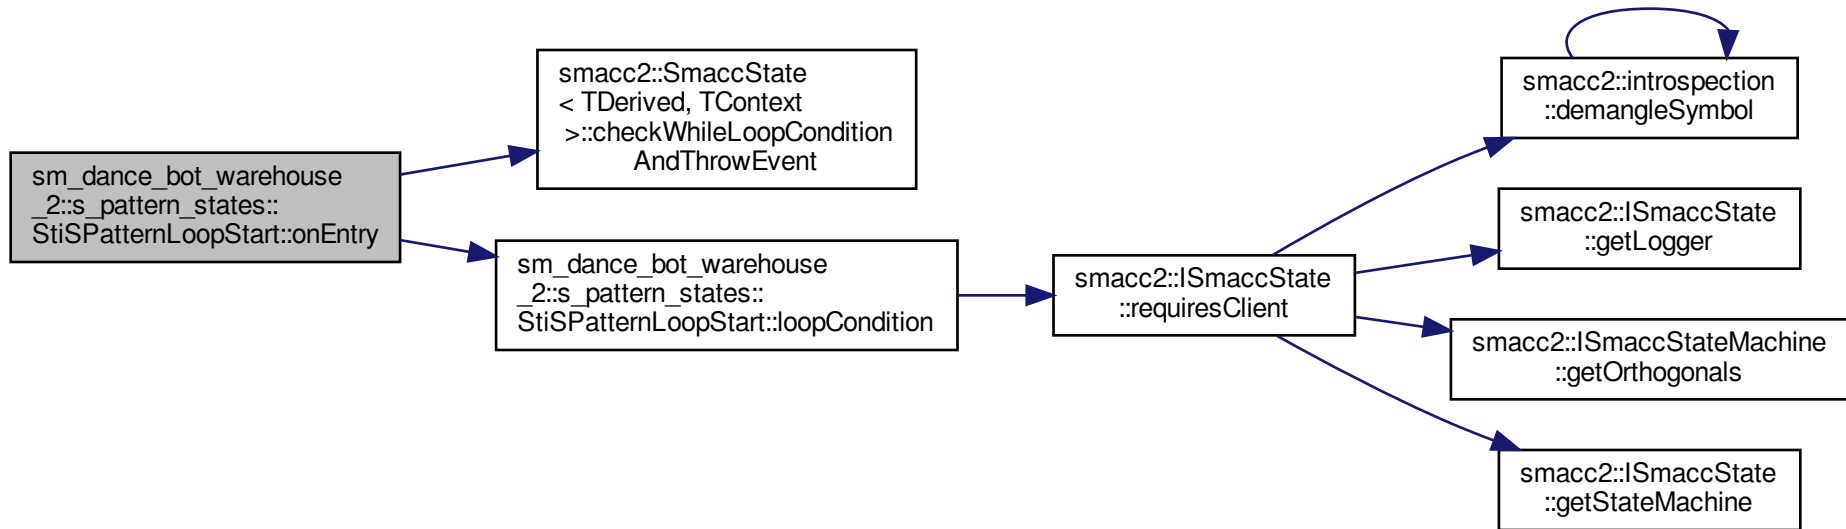 sm_dance_bot_warehouse
_2::s_pattern_states::
StiSPatternLoopStart::onEntry
smacc2::SmaccState
< TDerived, TContext
>::checkWhileLoopCondition
AndThrowEvent
sm_dance_bot_warehouse
_2::s_pattern_states::
StiSPatternLoopStart::loopCondition
smacc2::ISmaccState
::requiresClient
smacc2::introspection
::demangleSymbol
smacc2::ISmaccState
::getLogger
smacc2::ISmaccStateMachine
::getOrthogonals
smacc2::ISmaccState
::getStateMachine